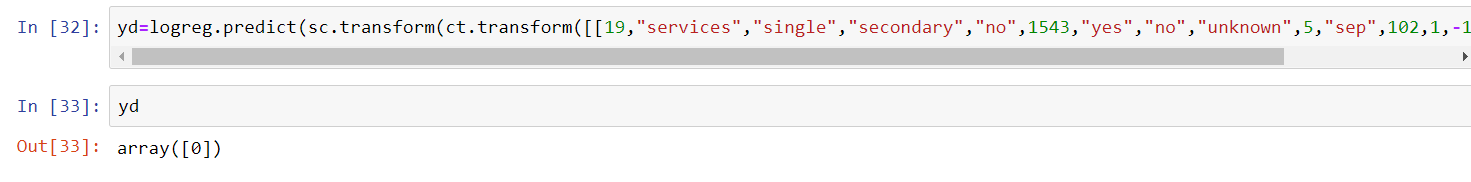 In [32]: yd=logreg.predict(sc.transform(ct.transform([[19,"services","single","secondary","no",1543,"yes","no","unknown",5,"sep",102,1,-1
In [33]: yd
Out[33]: array([0])